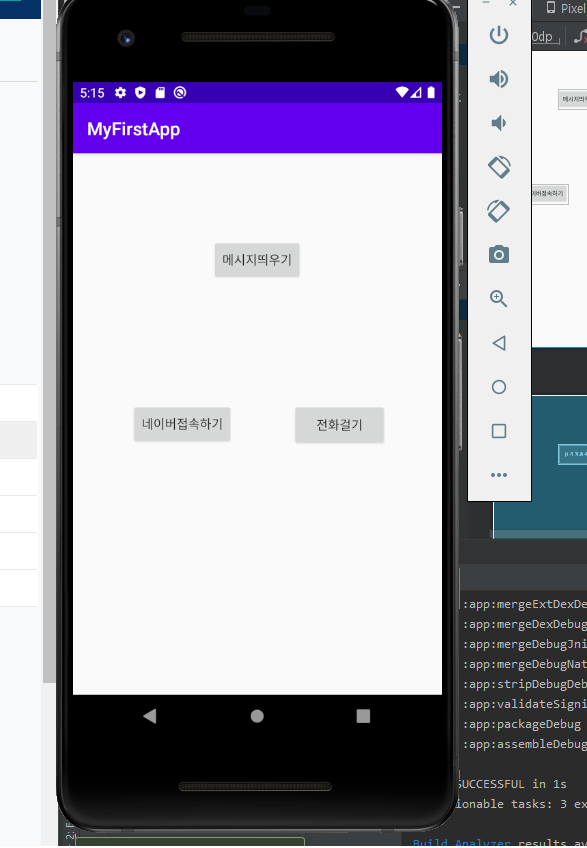 Pixel
0dp
5:15
MyFirstApp
메시지띄우기
메시지띄우
네이버접속하기
전화걸기
버접속하기
:app:mergeExtDexDe
:app:mergeDexDebug
:app:mergeDebugJni
:app:mergeDebugNat
:app:stripDebugDeb
:app:validateSigni
:app:packageDebug
:app:assembleDebug
SUCCESSFUL in 1s
ionable tasks: 3 ex
Build Analyzer results av